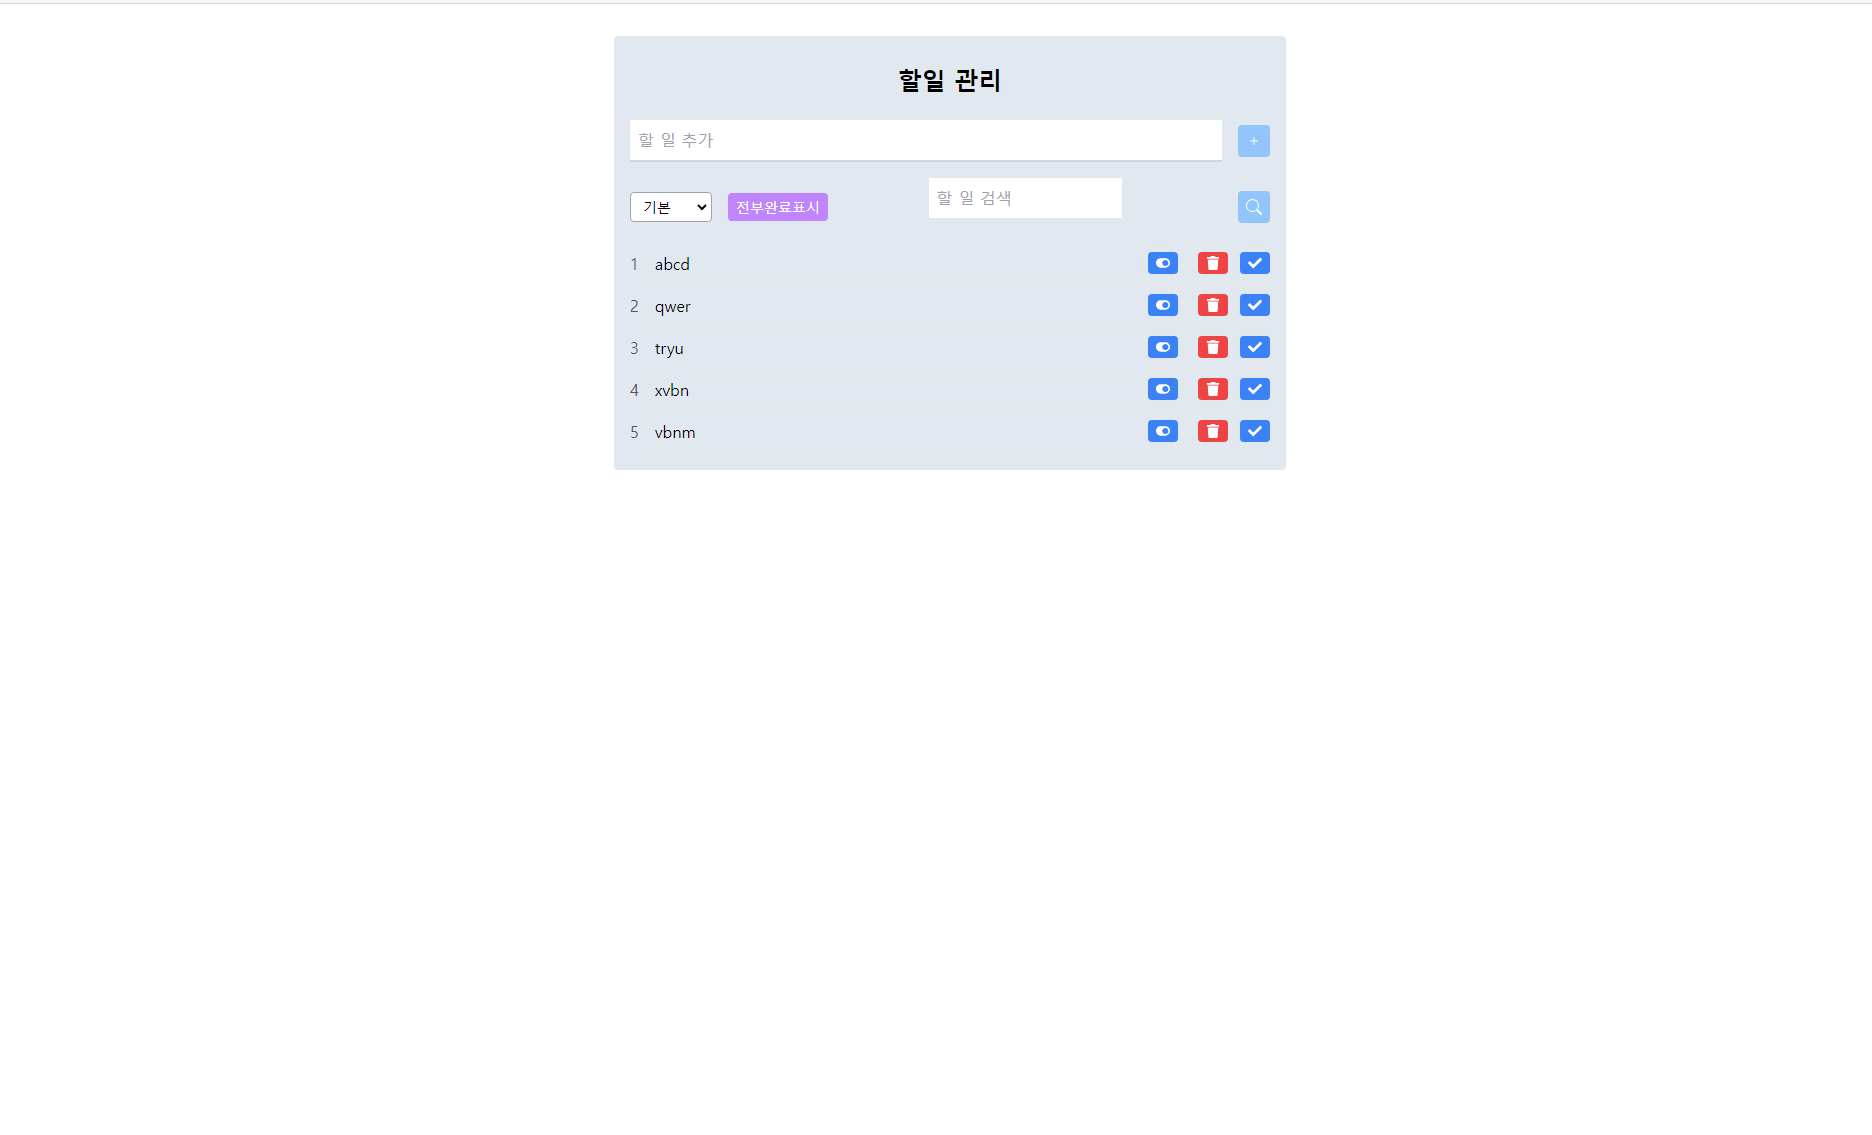 할일 관리
할 일 추가 +
기본 전부완료표시 할 일 검색
1 abcd
2 qwer
3 tryu
4 xvbn
5 vbnm